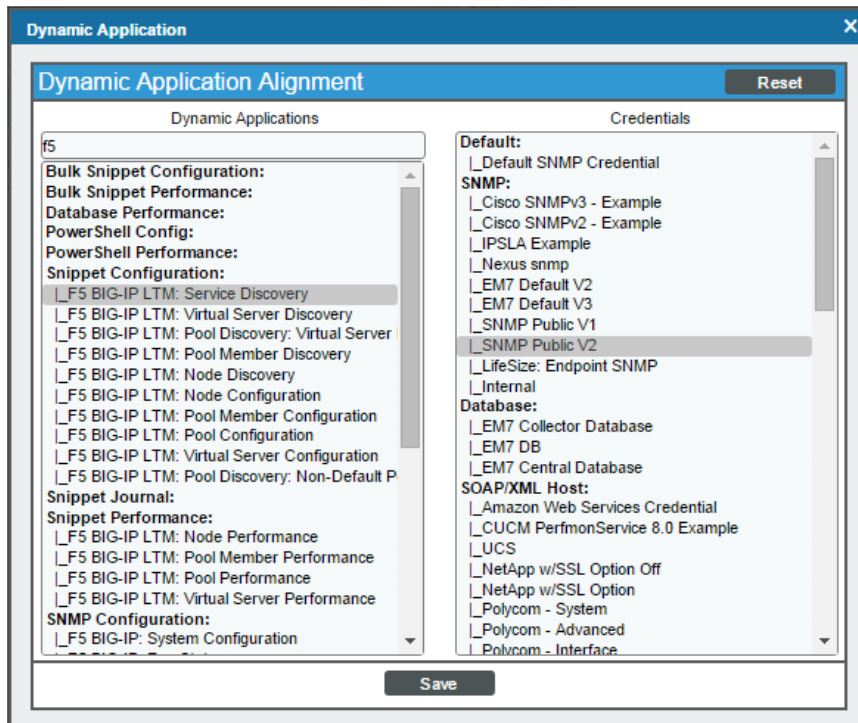 Dynamic Application
Dynamic Application Alignment
Reset
Dynamic Applications
f5
Bulk Snippet Configuration:
Bulk Snippet Performance:
Database Performance:
PowerShell Config:
PowerShell Performance:
Snippet Configuration:
|_F5 BIG-IP LTM: Service Discovery
|_F5 BIG-IP LTM: Virtual Server Discovery
|_F5 BIG-IP LTM: Pool Discovery: Virtual Server
|_F5 BIG-IP LTM: Pool Member Discovery
|_F5 BIG-IP LTM: Node Discovery
|_F5 BIG-IP LTM: Node Configuration
|_F5 BIG-IP LTM: Pool Member Configuration
|_F5 BIG-IP LTM: Pool Configuration
|_F5 BIG-IP LTM: Virtual Server Configuration
|_F5 BIG-IP LTM: Pool Discovery: Non-Default P
Snippet Journal:
Snippet Performance:
|_F5 BIG-IP LTM: Node Performance
|_F5 BIG-IP LTM: Pool Member Performance
|_F5 BIG-IP LTM: Pool Performance
|_F5 BIG-IP LTM: Virtual Server Performance
SNMP Configuration:
|_F5 BIG-IP: System Configuration
Credentials
Default:
|_Default SNMP Credential
SNMP:
|_Cisco SNMPv3 - Example
|_Cisco SNMPv2 - Example
|_IPSLA Example
|_Nexus snmp
|_EM7 Default V2
|_EM7 Default V3
|_SNMP Public V1
|_SNMP Public V2
|_LifeSize: Endpoint SNMP
|_Internal
Database:
|_EM7 Collector Database
|_EM7 DB
|_EM7 Central Database
SOAP/XML Host:
|_Amazon Web Services Credential
|_CUCM PerfmonService 8.0 Example
|_UCS
|_NetApp w/SSL Option Off
|_NetApp w/SSL Option
|_Polycom - System
|_Polycom - Advanced
|_Polycom - Interface
Save